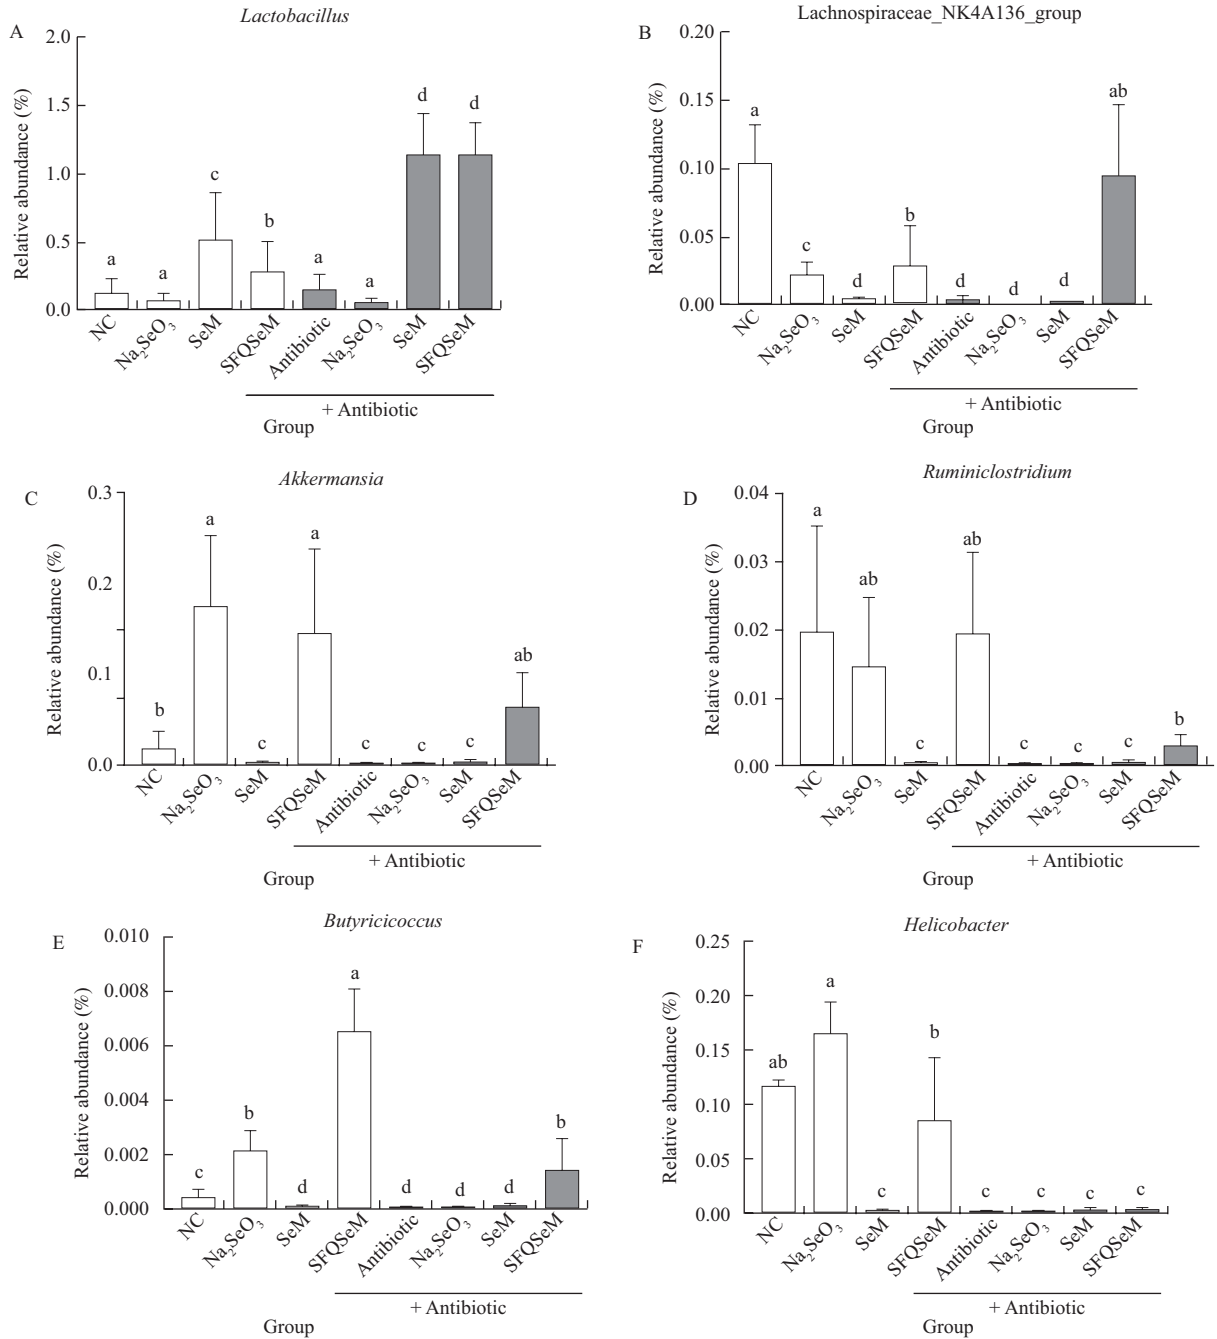 A
Lactobacillus
Relative abundance (%)
2.0
1.5
1.0
0.5
0.0
a
a
c
b
a
a
d
d
NC
Na₂SeO₃
SeM
SFQSeM
Antibiotic
Na₂SeO₃
SeM
SFQSeM
+ Antibiotic
Group
B
Lachnospiraceae_NK4A136_group
Relative abundance (%)
0.20
0.15
0.10
0.05
0.00
a
c
d
b
d
d
d
ab
NC
Na₂SeO₃
SeM
SFQSeM
Antibiotic
Na₂SeO₃
SeM
SFQSeM
+ Antibiotic
Group
C
Akkermansia
Relative abundance (%)
0.3
0.2
0.1
0.0
b
a
c
a
c
c
c
ab
NC
Na₂SeO₃
SeM
SFQSeM
Antibiotic
Na₂SeO₃
SeM
SFQSeM
+ Antibiotic
Group
D
Ruminiclostridium
Relative abundance (%)
0.04
0.03
0.02
0.01
0.00
a
ab
c
ab
c
c
c
b
NC
Na₂SeO₃
SeM
SFQSeM
Antibiotic
Na₂SeO₃
SeM
SFQSeM
+ Antibiotic
Group
E
Butyricicoccus
Relative abundance (%)
0.010
0.008
0.006
0.004
0.002
0.000
c
b
d
a
d
d
d
b
NC
Na₂SeO₃
SeM
SFQSeM
Antibiotic
Na₂SeO₃
SeM
SFQSeM
+ Antibiotic
Group
F
Helicobacter
Relative abundance (%)
0.25
0.20
0.15
0.10
0.05
0.00
ab
a
c
b
c
c
c
c
NC
Na₂SeO₃
SeM
SFQSeM
Antibiotic
Na₂SeO₃
SeM
SFQSeM
+ Antibiotic
Group